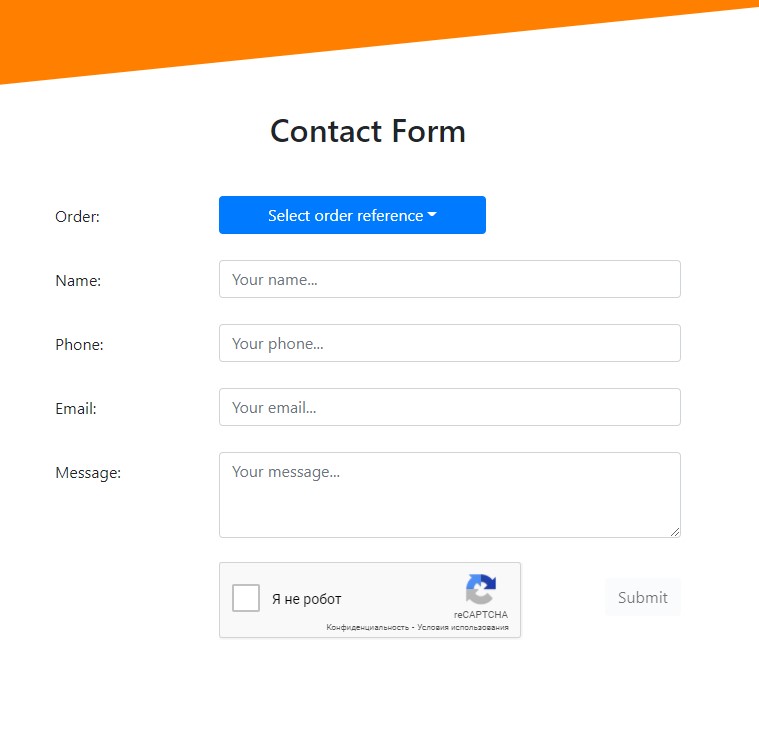 Contact Form
Order:
Select order reference
Name:
Your name...
Phone:
Your phone...
Email:
Your email...
Message:
Your message...
Я не робот
reCAPTCHA
Конфиденциальность - Условия использования
Submit